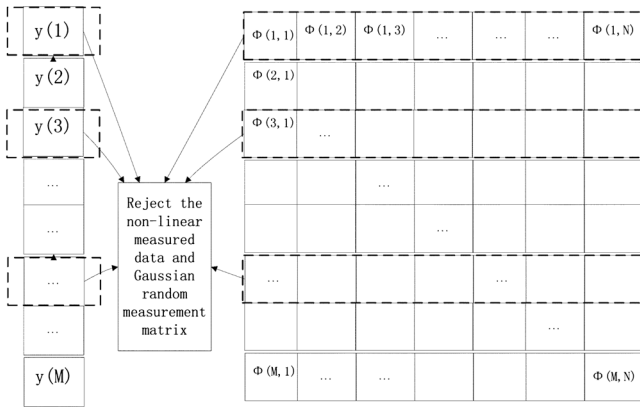 y(1)
y(2)
y(3)
...
...
...
...
y(M)
Reject the
non-linear
measured
data and
Gaussian
random
measurement
matrix
Φ(1,1) Φ(1,2) Φ(1,3) ... ... ... Φ(1,N)
Φ(2,1)
Φ(3,1) ...
...
...
... ...
...
Φ(M,1) ... ... Φ(M,N)